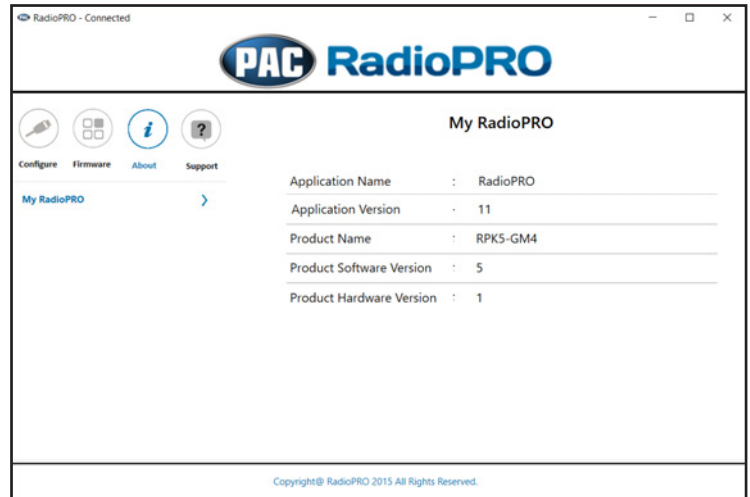 RadioPRO - Connected
PAC RadioPRO
Configure Firmware About Support
My RadioPRO
My RadioPRO
Application Name : RadioPRO
Application Version : 11
Product Name : RPK5-GM4
Product Software Version : 5
Product Hardware Version : 1
Copyright@ RadioPRO 2015 All Rights Reserved.